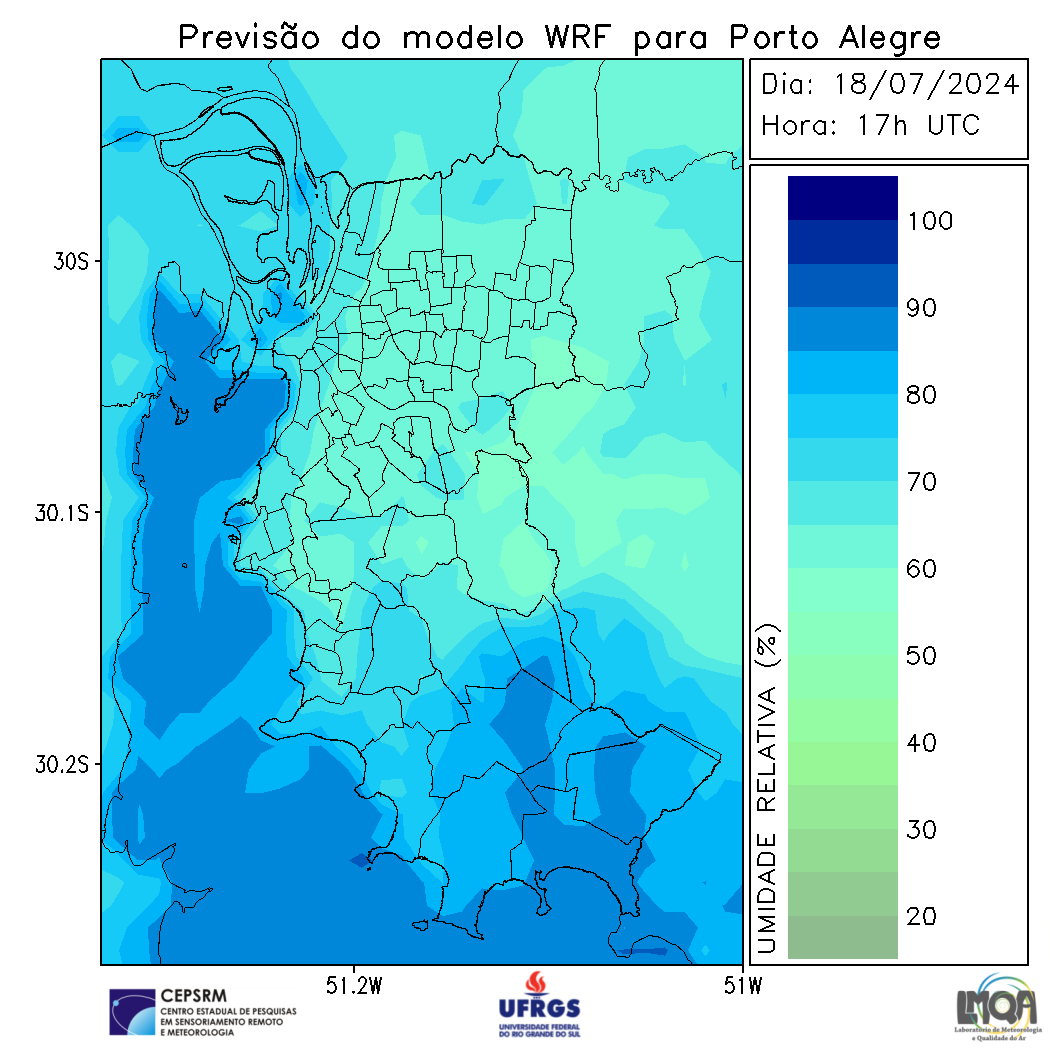 Previsão do modelo WRF para Porto Alegre
Dia: 18/07/2024
Hora: 17h UTC
30S
30.1S
30.2S
51.2W
51W
100
90
80
70
60
50
40
30
20
UMIDADE RELATIVA (%)
CEPSRM
CENTRO ESTADUAL DE PESQUISAS
EM SENSORIAMENTO REMOTO
E METEOROLOGIA
UFRGS
UNIVERSIDADE FEDERAL
DO RIO GRANDE DO SUL
LMQA
Laboratório de Meteorologia
e Qualidade do Ar